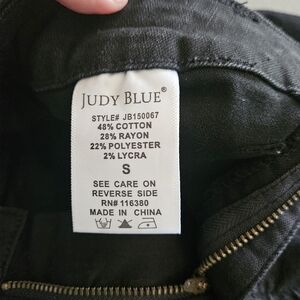 JUDY BLUE®
STYLE# JB150067
48% COTTON
28% RAYON
22% POLYESTER
2% LYCRA
S
SEE CARE ON
REVERSE SIDE
RN# 116380
MADE IN CHINA